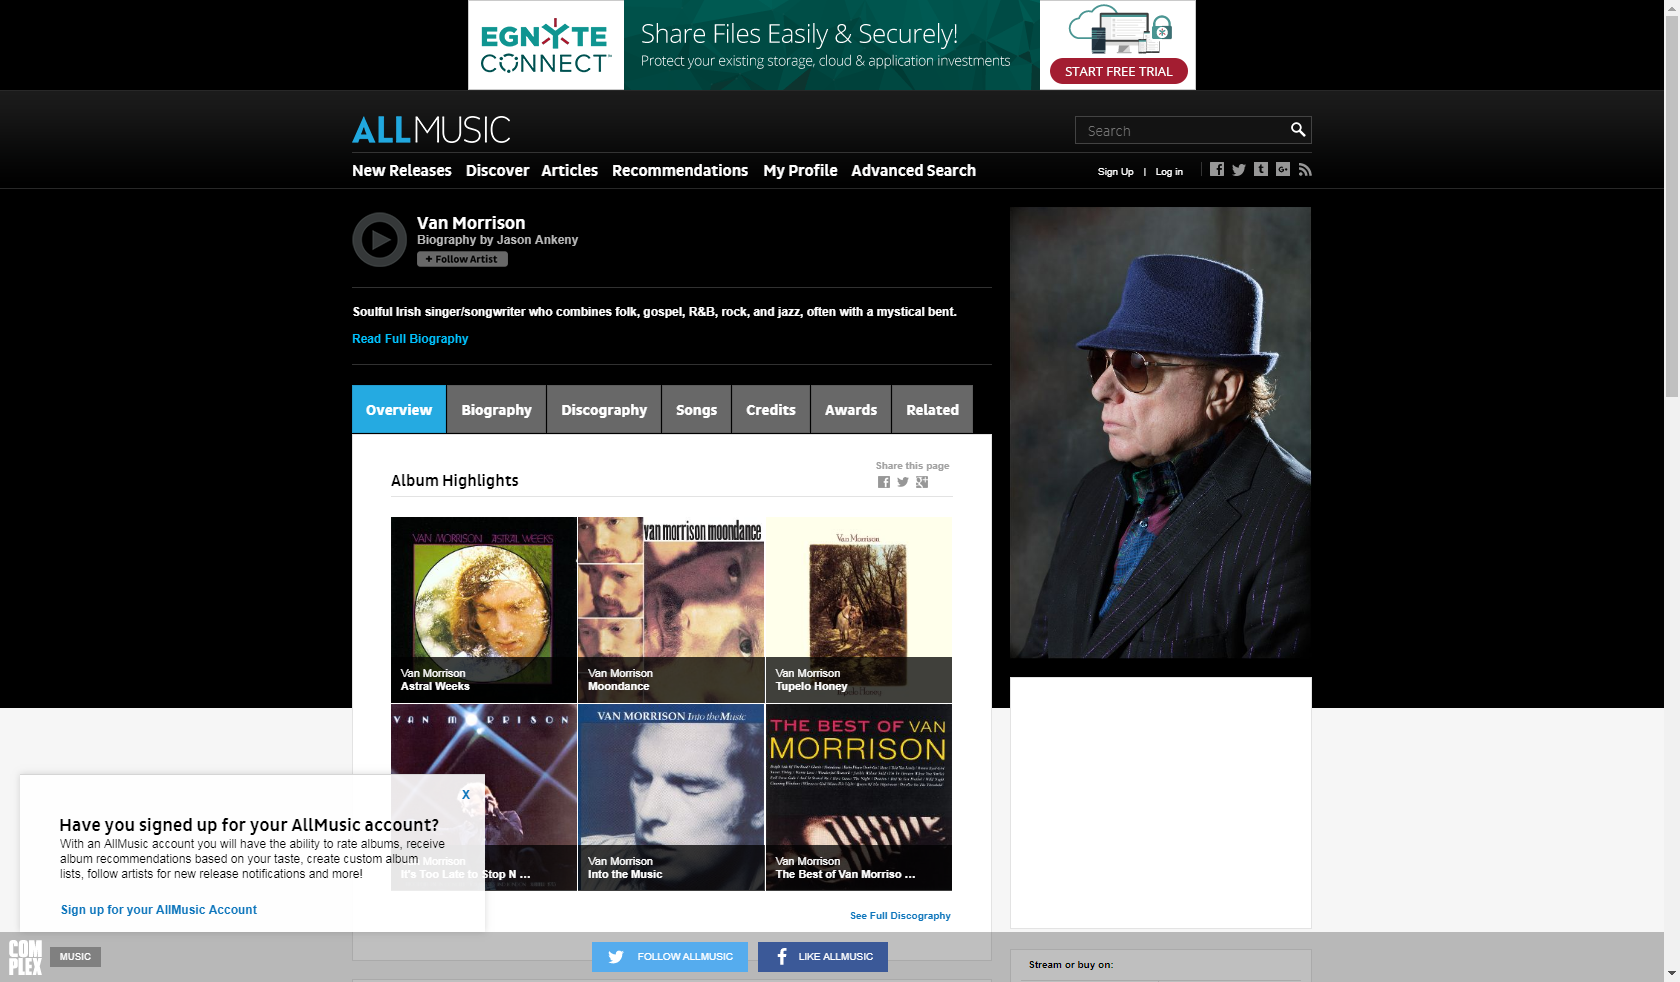 EGNYTE
CONNECT
Share Files Easily & Securely!
Protect your existing storage, cloud & application investments
START FREE TRIAL
ALLMUSIC
Search
New Releases Discover Articles Recommendations My Profile Advanced Search
Sign Up | Log in
Van Morrison
Biography by Jason Ankeny
+ Follow Artist
Soulful Irish singer/songwriter who combines folk, gospel, R&B, rock, and jazz, often with a mystical bent.
Read Full Biography
Overview Biography Discography Songs Credits Awards Related
Share this page
Album Highlights
VAN MORRISON ASTRAL WEEKS
van morrison moondance
Van Morrison
Van Morrison
Astral Weeks
Van Morrison
Moondance
Van Morrison
Tupelo Honey
Tupelo Honey
VAN MORRISON
VAN MORRISON Into the Music
THE BEST OF VAN
MORRISON
Van Morrison
It's Too Late to Stop N ...
Van Morrison
Into the Music
Van Morrison
The Best of Van Morriso ...
See Full Discography
X
Have you signed up for your AllMusic account?
With an AllMusic account you will have the ability to rate albums, receive
album recommendations based on your taste, create custom album
lists, follow artists for new release notifications and more!
Sign up for your AllMusic Account
COM
PLEX
MUSIC
FOLLOW ALLMUSIC
LIKE ALLMUSIC
Stream or buy on: